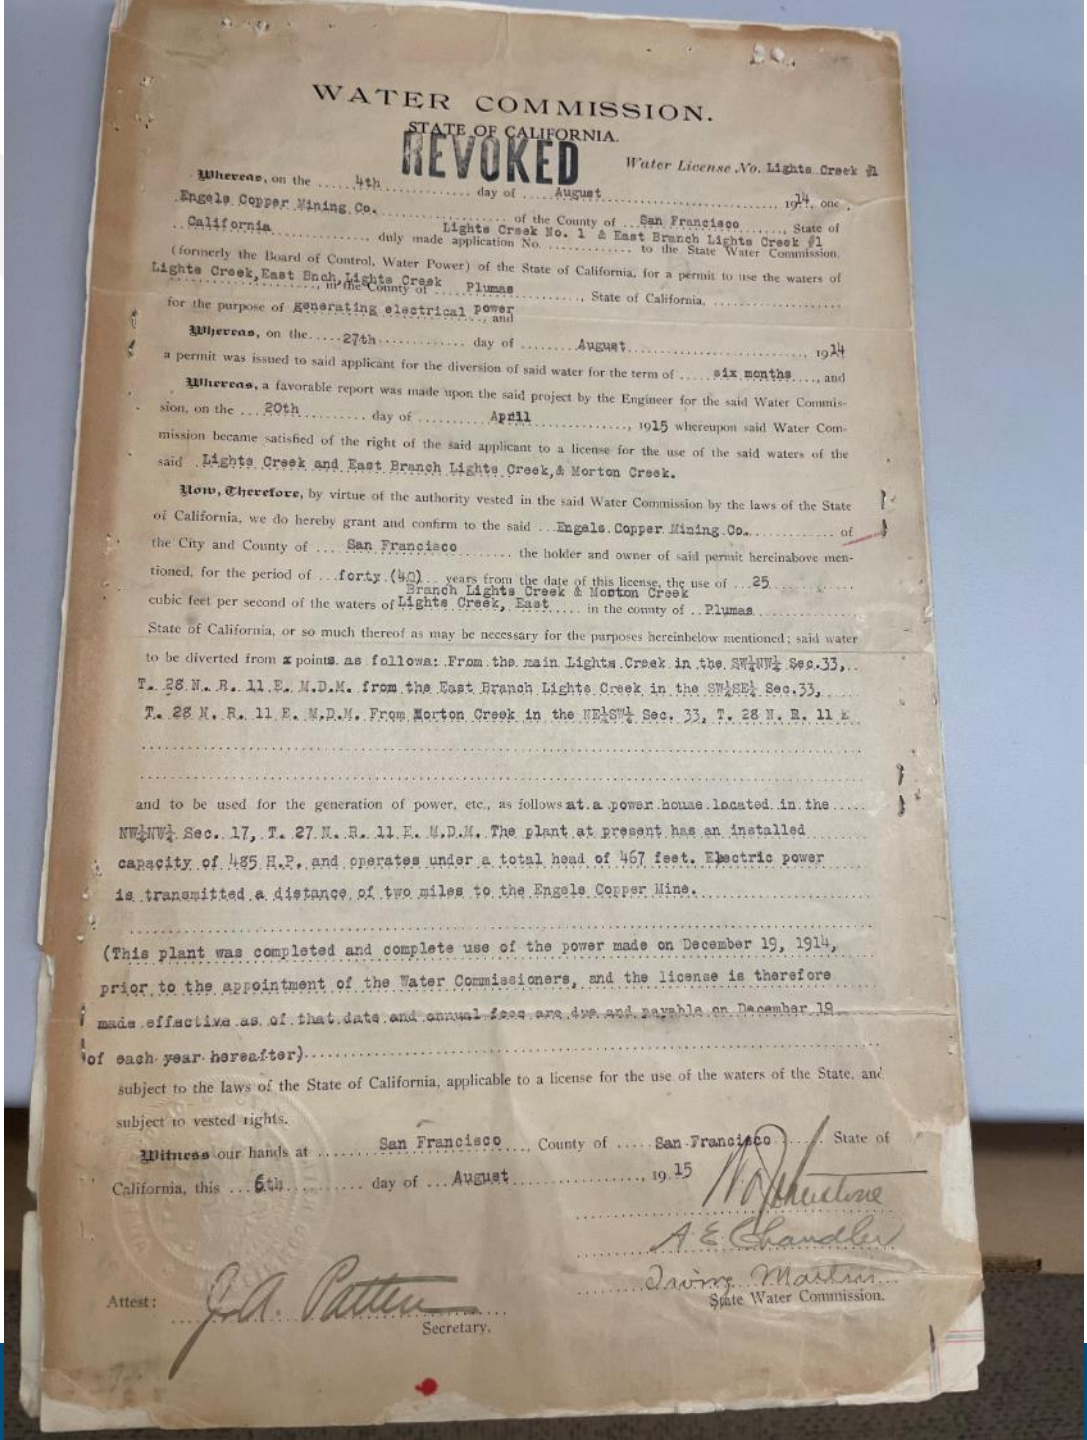 WATER COMMISSION.
STATE OF CALIFORNIA.
REVOKED
Water License No. Lights Creek #1
Whereas, on the ..... 4th ............... day of .... August ..............................., 1914, one
Engels Copper Mining Co. ................. of the County of ... San Francisco ......., State of
California ..................., duly made application No. Lights Creek No. 1 & East Branch Lights Creek #1 to the State Water Commission,
(formerly the Board of Control, Water Power) of the State of California, for a permit to use the waters of
Lights Creek, East Bnch, Lights Creek, in the County of Plumas ............, State of California, ...................
for the purpose of generating electrical power, and
Whereas, on the ..... 27th ............... day of ........ August ..............................., 1914
a permit was issued to said applicant for the diversion of said water for the term of ..... six months ...., and
Whereas, a favorable report was made upon the said project by the Engineer for the said Water Commis-
sion, on the ... 20th ........... day of ........... April ..................., 1915 whereupon said Water Com-
mission became satisfied of the right of the said applicant to a license for the use of the said waters of the
said Lights Creek and East Branch Lights Creek, & Morton Creek.
Now, Therefore, by virtue of the authority vested in the said Water Commission by the laws of the State
of California, we do hereby grant and confirm to the said ... Engels Copper Mining Co. ............. of
the City and County of .... San Francisco .......... the holder and owner of said permit hereinabove men-
tioned, for the period of ... forty (40) ... years from the date of this license, the use of ... 25 ............
Branch Lights Creek & Morton Creek
cubic feet per second of the waters of Lights Creek, East ..... in the county of .. Plumas ............
State of California, or so much thereof as may be necessary for the purposes hereinbelow mentioned; said water
to be diverted from x points as follows: From the main Lights Creek in the SW¼NW¼ Sec.33,
T. 28 N. R. 11 E. M.D.M. from the East Branch Lights Creek in the SW¼SE¼ Sec.33,
T. 28 N. R. 11 E. M.D.M. From Morton Creek in the NE¼SW¼ Sec. 33, T. 28 N. R. 11 E
and to be used for the generation of power, etc., as follows at a power house located in the
NW¼NW¼ Sec. 17, T. 27 N. R. 11 E. M.D.M. The plant at present has an installed
capacity of 485 H.P. and operates under a total head of 467 feet. Electric power
is transmitted a distance of two miles to the Engels Copper Mine.
(This plant was completed and complete use of the power made on December 19, 1914,
prior to the appointment of the Water Commissioners, and the license is therefore
made effective as of that date and annual fees are due and payable on December 19
of each year hereafter)
subject to the laws of the State of California, applicable to a license for the use of the waters of the State, and
subject to vested rights.
Witness our hands at ......... San Francisco ...., County of ..... San Francisco ......, State of
California, this ... 6th ............. day of ... August ..............................., 1915
A E Chandler
Irving Martin
State Water Commission.
Attest: J. A. Patten
Secretary.